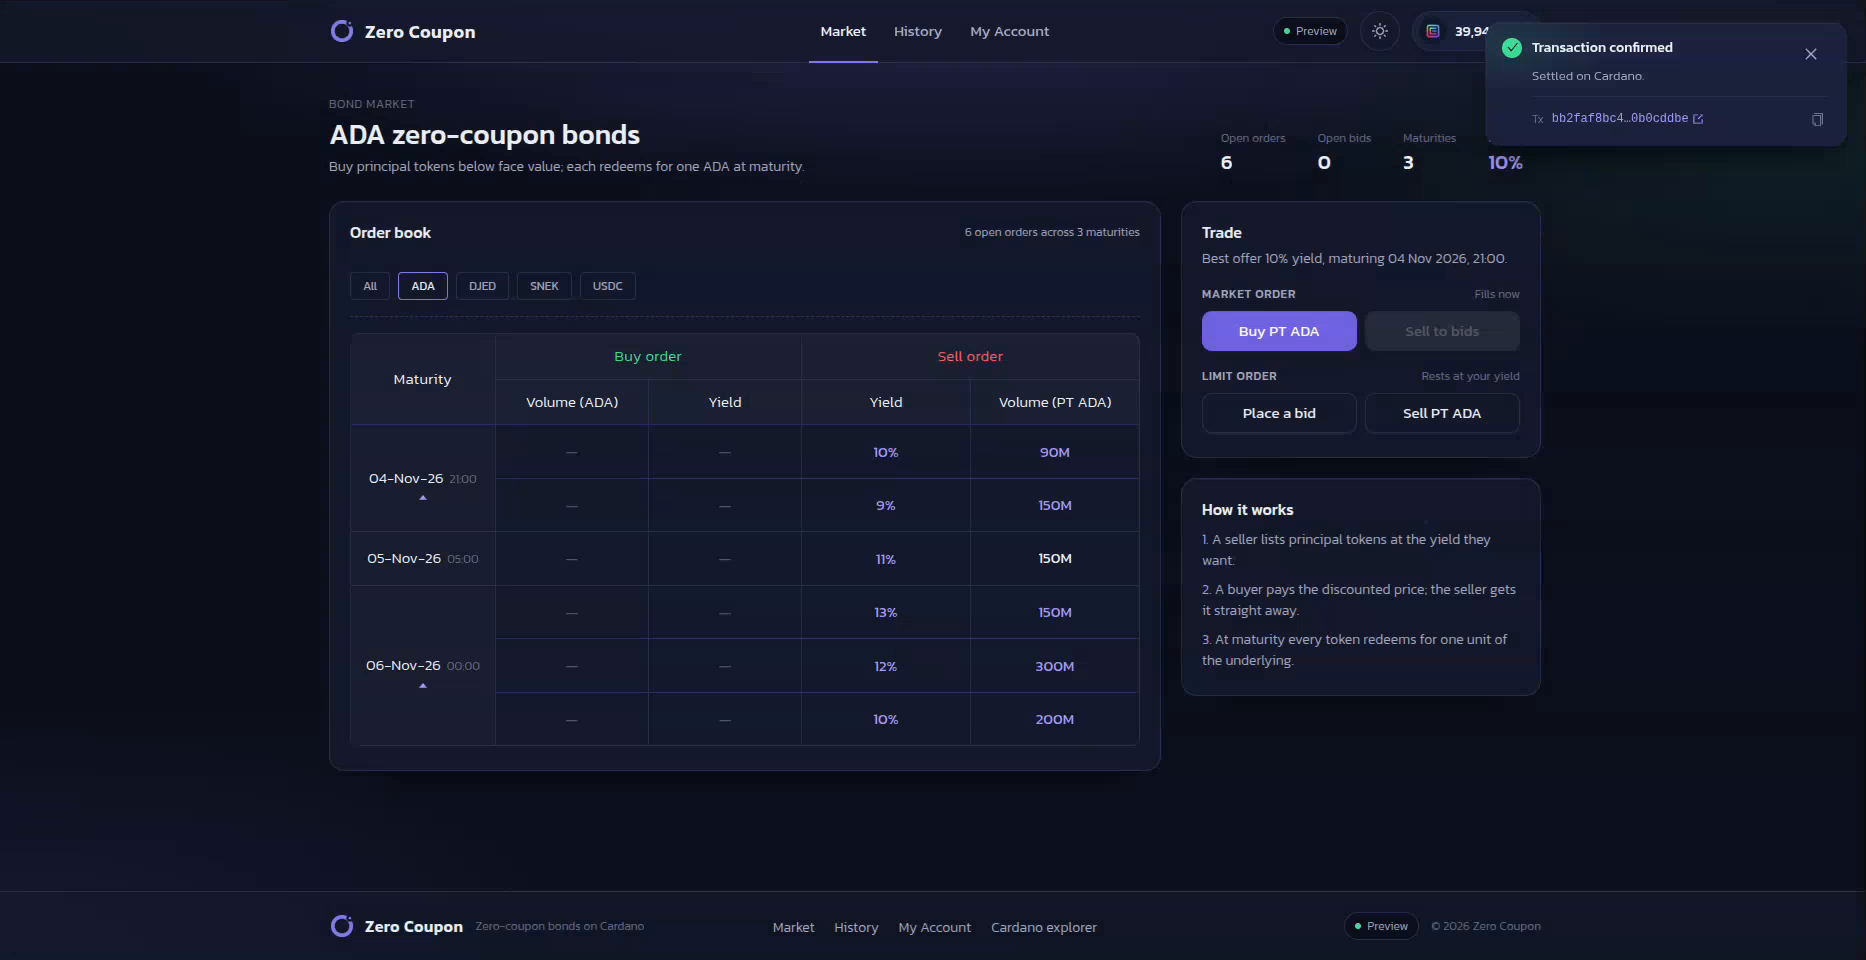 Zero Coupon
Market
History
My Account
Preview
39,94
Transaction confirmed
Settled on Cardano.
Tx bb2faf8bc4…0b0cddbe
BOND MARKET
ADA zero-coupon bonds
Buy principal tokens below face value; each redeems for one ADA at maturity.
Open orders
6
Open bids
0
Maturities
3
10%
Order book
6 open orders across 3 maturities
All
ADA
DJED
SNEK
USDC
Maturity
Buy order
Sell order
Volume (ADA)
Yield
Yield
Volume (PT ADA)
04-Nov-26 21:00
— — 10% 90M
— — 9% 150M
05-Nov-26 05:00
— — 11% 150M
06-Nov-26 00:00
— — 13% 150M
— — 12% 300M
— — 10% 200M
Trade
Best offer 10% yield, maturing 04 Nov 2026, 21:00.
MARKET ORDER
Fills now
Buy PT ADA
Sell to bids
LIMIT ORDER
Rests at your yield
Place a bid
Sell PT ADA
How it works
1. A seller lists principal tokens at the yield they
want.
2. A buyer pays the discounted price; the seller gets
it straight away.
3. At maturity every token redeems for one unit of
the underlying.
Zero Coupon
Zero-coupon bonds on Cardano
Market
History
My Account
Cardano explorer
Preview
© 2026 Zero Coupon